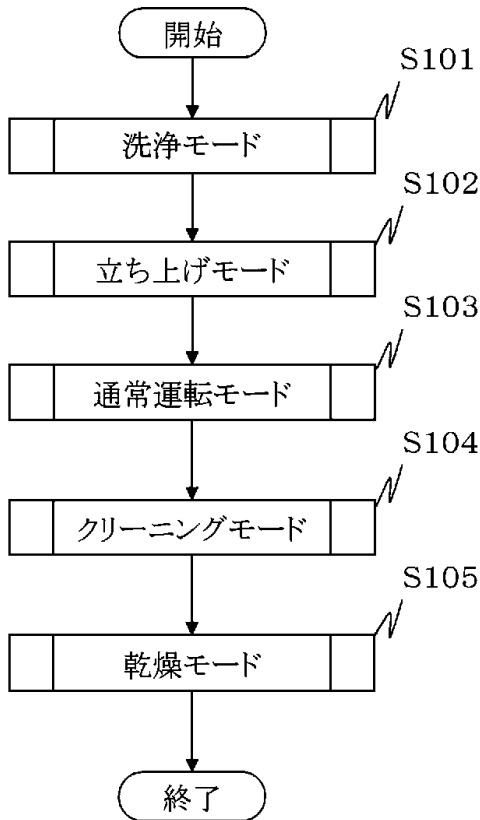 開始
S101
洗浄モード
S102
立ち上げモード
S103
通常運転モード
S104
クリーニングモード
S105
乾燥モード
終了